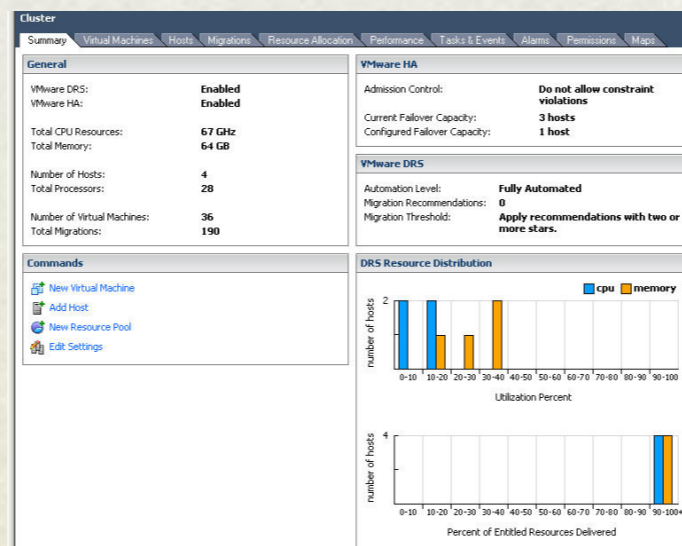 Cluster
Summary Virtual Machines Hosts Migrations Resource Allocation Performance Tasks & Events Alarms Permissions Maps
General
VMware DRS: Enabled
VMware HA: Enabled
Total CPU Resources: 67 GHz
Total Memory: 64 GB
Number of Hosts: 4
Total Processors: 28
Number of Virtual Machines: 36
Total Migrations: 190
Commands
New Virtual Machine
Add Host
New Resource Pool
Edit Settings
VMware HA
Admission Control: Do not allow constraint
violations
Current Failover Capacity: 3 hosts
Configured Failover Capacity: 1 host
VMware DRS
Automation Level: Fully Automated
Migration Recommendations: 0
Migration Threshold: Apply recommendations with two or
more stars.
DRS Resource Distribution
cpu memory
number of hosts
2
0-10 10-20 20-30 30-40 40-50 50-60 60-70 70-80 80-90 90-100
Utilization Percent
number of hosts
4
0-10 10-20 20-30 30-40 40-50 50-60 60-70 70-80 80-90 90-100+
Percent of Entitled Resources Delivered